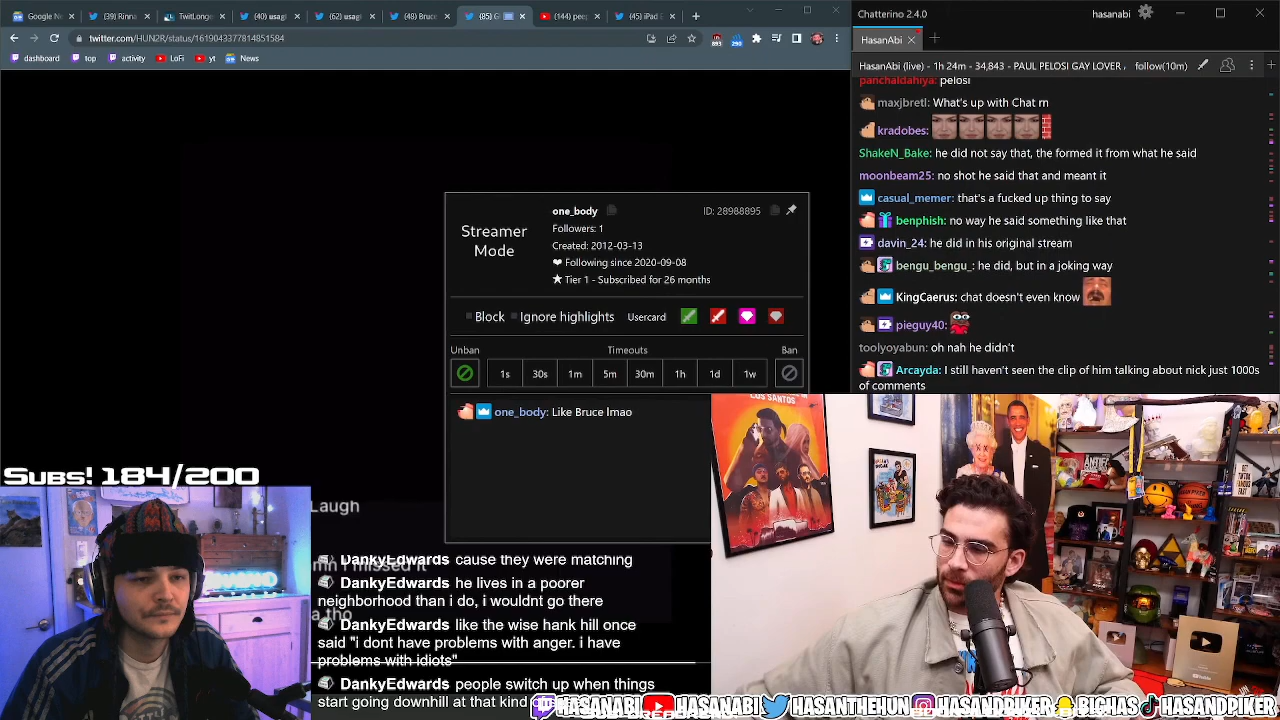 Google Ne
(39) Rinna
TwitLonge
(40) usag
(62) usagi
(48) Bruce
(85) G
(144) peep
(45) iPad E
twitter.com/HUN2R/status/1619043377814851584
dashboard
top
activity
LoFi
yt
News
Chatterino 2.4.0
hasanabi
HasanAbi
HasanAbi (live) - 1h 24m - 34,843 - PAUL PELOSI GAY LOVER ,
follow(10m)
panchaldahiya: pelosi
maxjbretl: What's up with Chat rn
kradobes:
ShakeN_Bake: he did not say that, the formed it from what he said
moonbeam25: no shot he said that and meant it
casual_memer: that's a fucked up thing to say
benphish: no way he said something like that
davin_24: he did in his original stream
bengu_bengu_: he did, but in a joking way
KingCaerus: chat doesn't even know
pieguy40:
toolyoyabun: oh nah he didn't
Arcayda: I still haven't seen the clip of him talking about nick just 1000s
of comments
Streamer
Mode
one_body
ID: 28988895
Followers: 1
Created: 2012-03-13
❤ Following since 2020-09-08
★ Tier 1 - Subscribed for 26 months
Block
Ignore highlights
Usercard
Unban
Timeouts
Ban
1s
30s
1m
5m
30m
1h
1d
1w
one_body: Like Bruce lmao
Subs! 184/200
Laugh
I missed it
tho
DankyEdwards cause they were matching
DankyEdwards he lives in a poorer
neighborhood than i do, i wouldnt go there
DankyEdwards like the wise hank hill once
said "i dont have problems with anger. i have
problems with idiots"
DankyEdwards people switch up when things
start going downhill at that kind
LOS SANTOS
HASANABI
HASANABI
HASANTHEHUN
HASANDPIKER
BIGHAS
HASANDPIKER